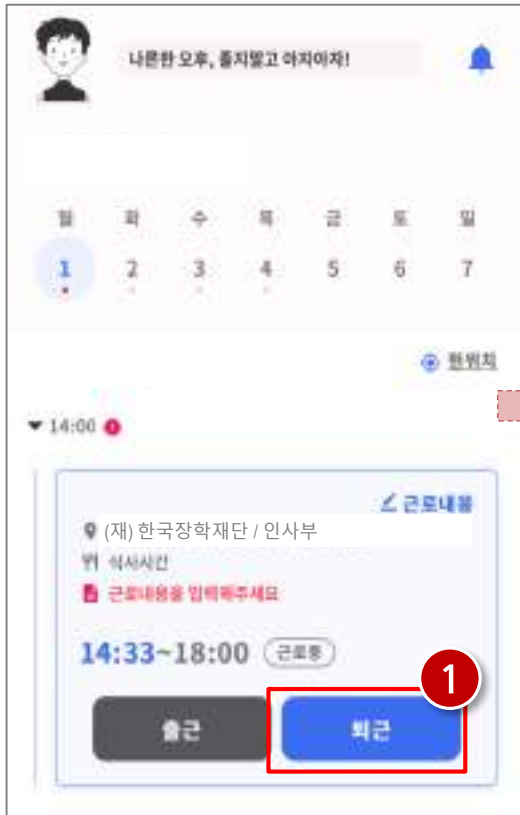 나른한 오후, 졸지말고 아자아자!
월 화 수 목 금 토 일
1 2 3 4 5 6 7
현위치
14:00
근로내용
(재) 한국장학재단 / 인사부
식사시간
근로내용을 입력해주세요
14:33~18:00 근로중
1
출근 퇴근